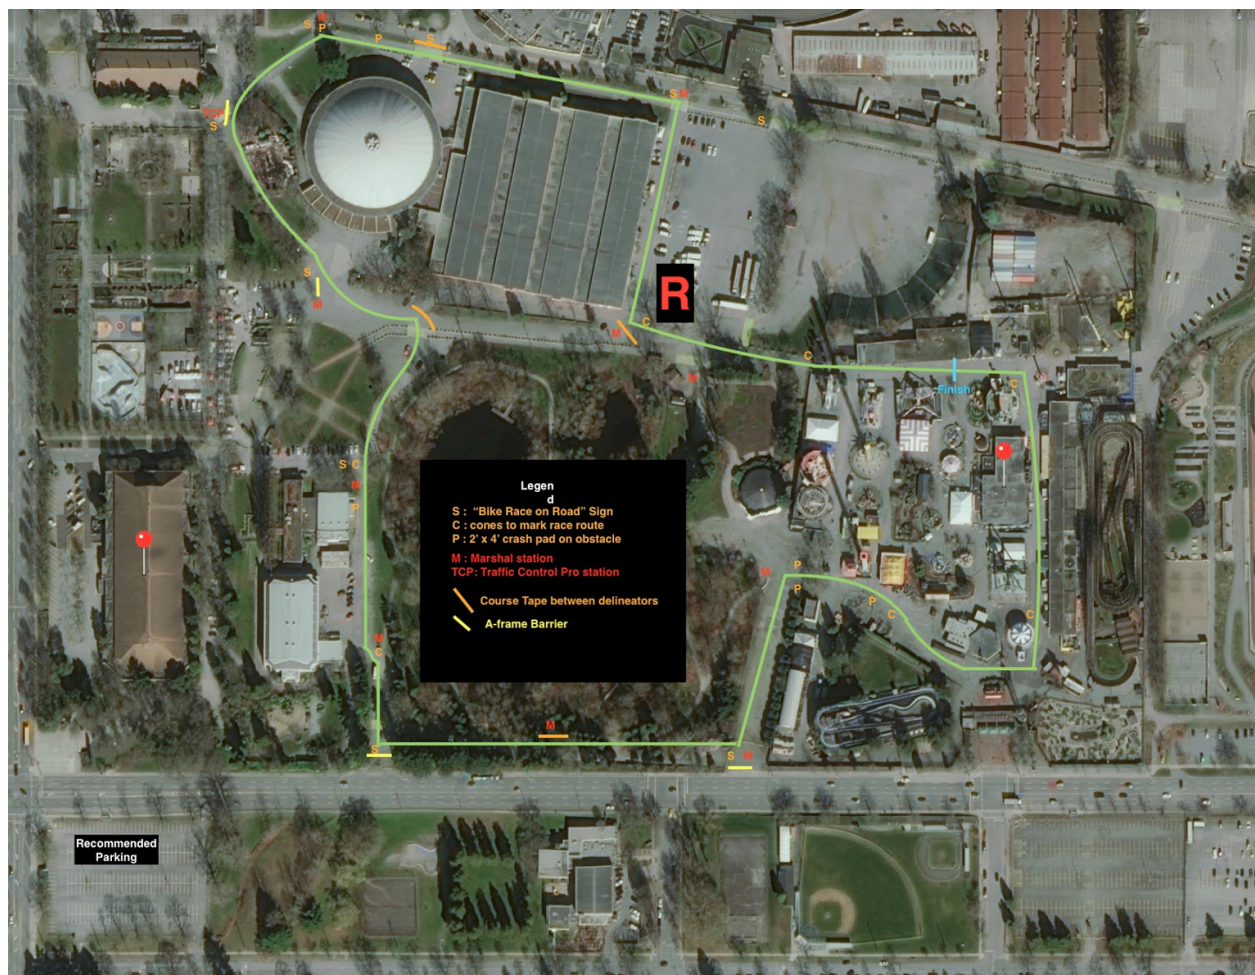 S M
P
P
S
TCP
S
S M
S
S
M
R
M
C
M
C
Finish
C
S C
M
P
Legen
d
S : “Bike Race on Road” Sign
C : cones to mark race route
P : 2' x 4' crash pad on obstacle
M : Marshal station
TCP: Traffic Control Pro station
Course Tape between delineators
A-frame Barrier
M
P
P
P
C
C
M
C
M
S
S M
Recommended
Parking